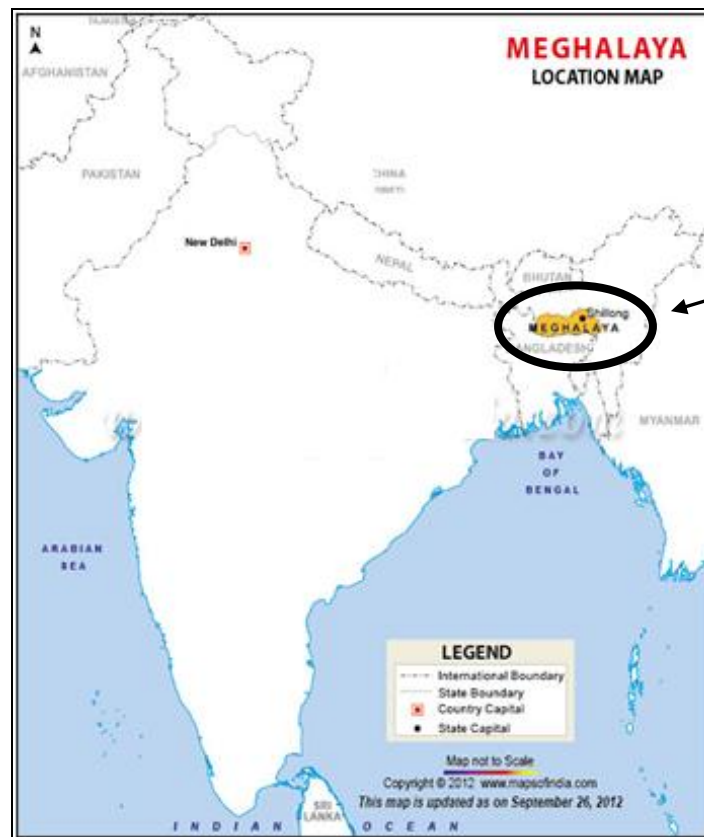 TAJIKISTAN
N
MEGHALAYA
LOCATION MAP
AFGHANISTAN
PAKISTAN
CHINA
New Delhi
NEPAL
BHUTAN
Shillong
MEGHALAYA
ANGLADESH
MYANMAR
BAY
OF
BENGAL
ARABIAN
SEA
LEGEND
International Boundary
State Boundary
Country Capital
State Capital
Map not to Scale
Copyright © 2012 www.mapsofindia.com
This map is updated as on September 26, 2012
SRI
LANKA
INDIAN OCEAN